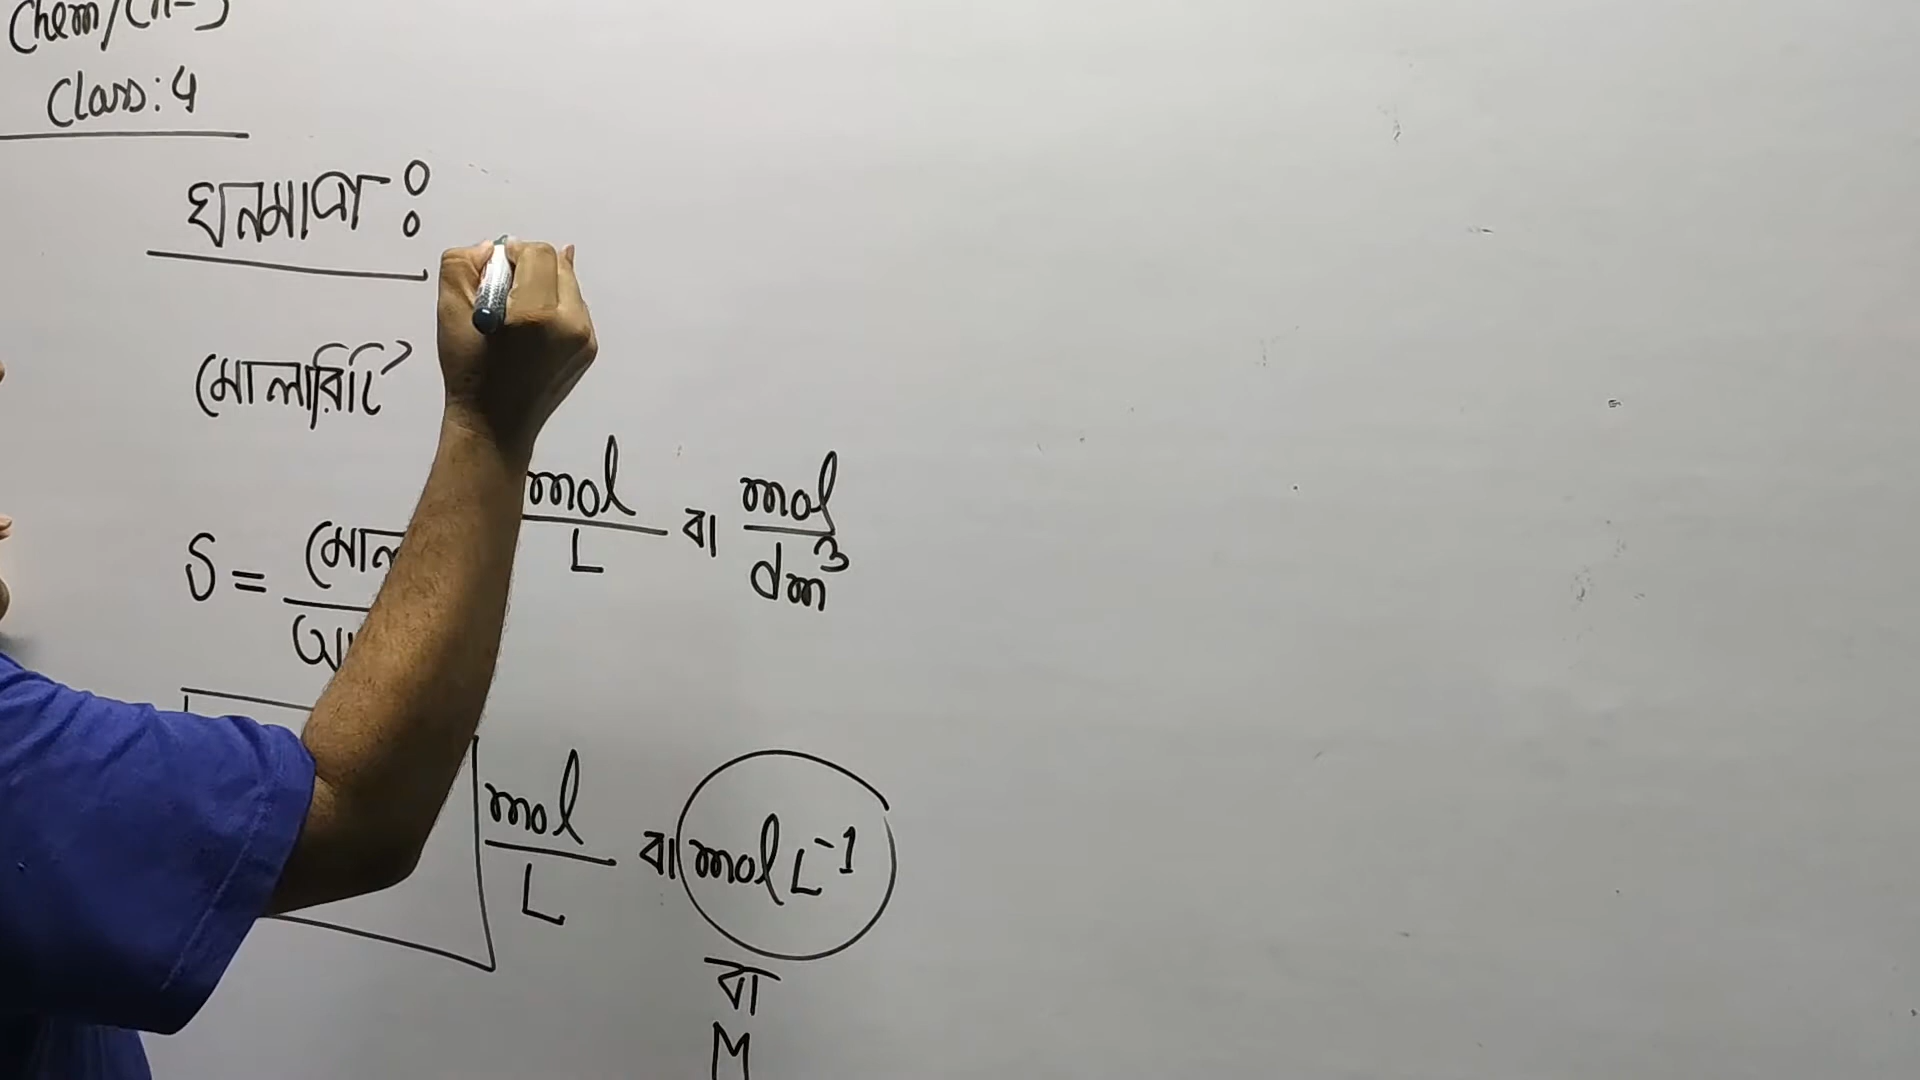 Chem/
Class: 4
ঘনমাত্রা :
মোলারিটি
mol/L বা mol/dm³
S = মোল
mol/L বা mol L⁻¹
বা
M